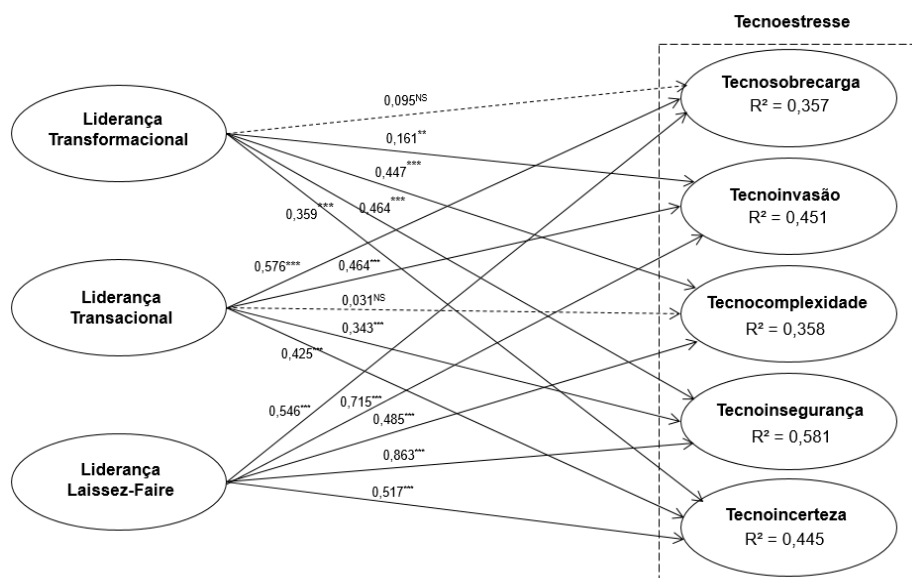 Tecnoestresse
Liderança
Transformacional
Liderança
Transacional
Liderança
Laissez-Faire
0,095NS
0,161**
0,447***
0,464***
0,359***
0,576***
0,464***
0,031NS
0,343***
0,425***
0,546***
0,715***
0,485***
0,863***
0,517***
Tecnosobrecarga
R² = 0,357
Tecnoinvasão
R² = 0,451
Tecnocomplexidade
R² = 0,358
Tecnoinsegurança
R² = 0,581
Tecnoincerteza
R² = 0,445